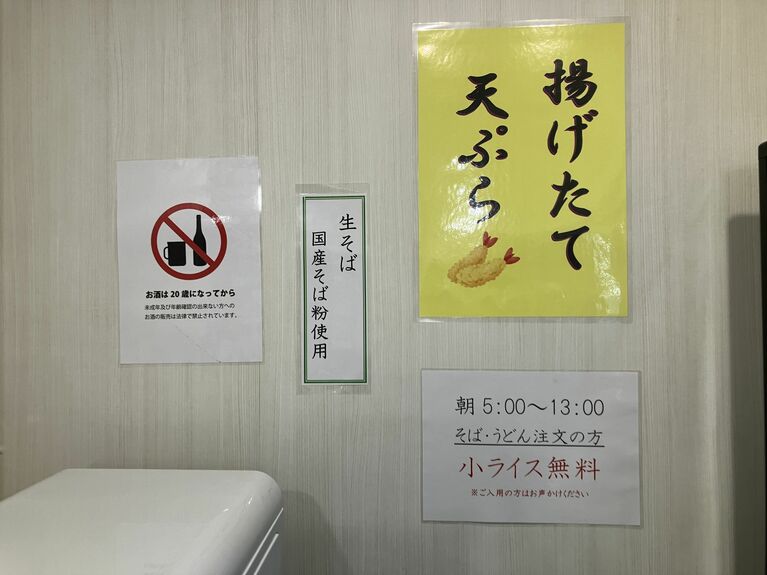 お酒は20歳になってから
未成年及び年齢確認の出来ない方への
お酒の販売は法律で禁止されています。
生そば
国産そば粉使用
揚げたて
天ぷら
朝 5:00～13:00
そば・うどん注文の方
小ライス無料
※ご入用の方はお声かけください